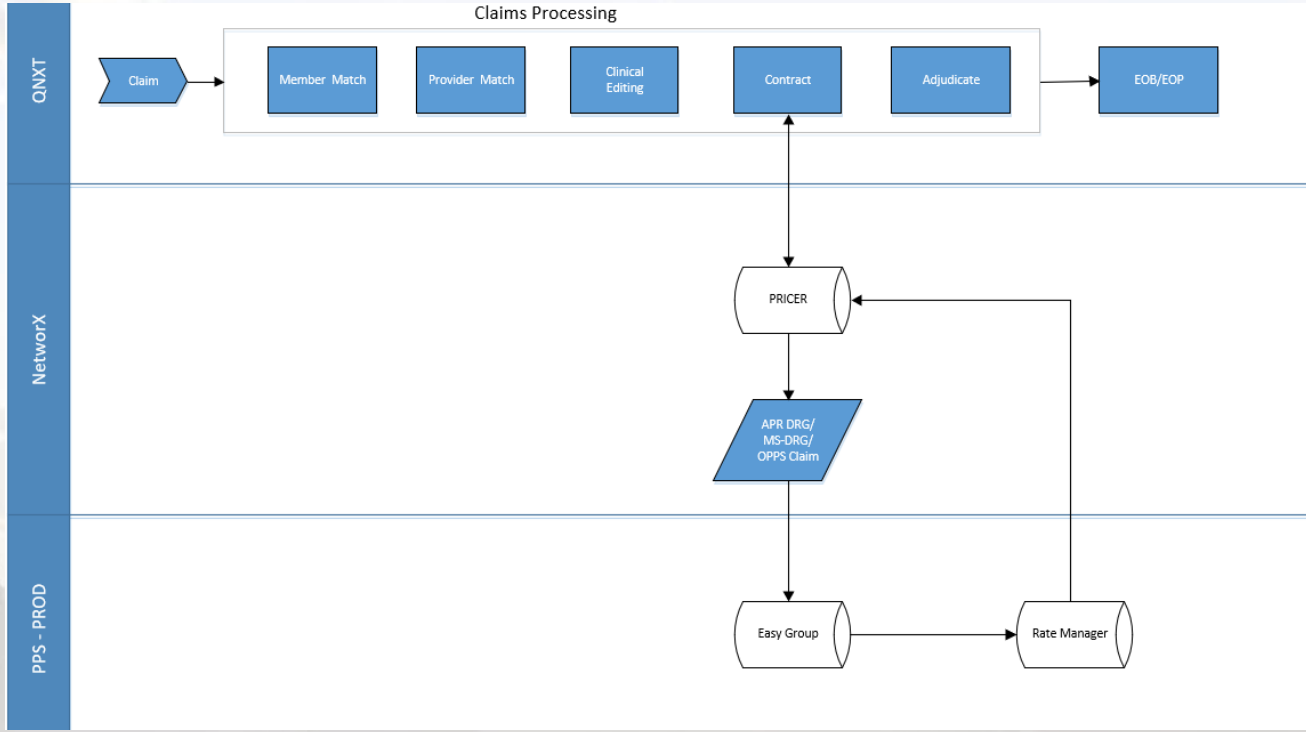 Claims Processing
QNXT
Claim
Member Match
Provider Match
Clinical
Editing
Contract
Adjudicate
EOB/EOP
NetworX
PRICER
APR DRG/
MS-DRG/
OPPS Claim
PPS - PROD
Easy Group
Rate Manager